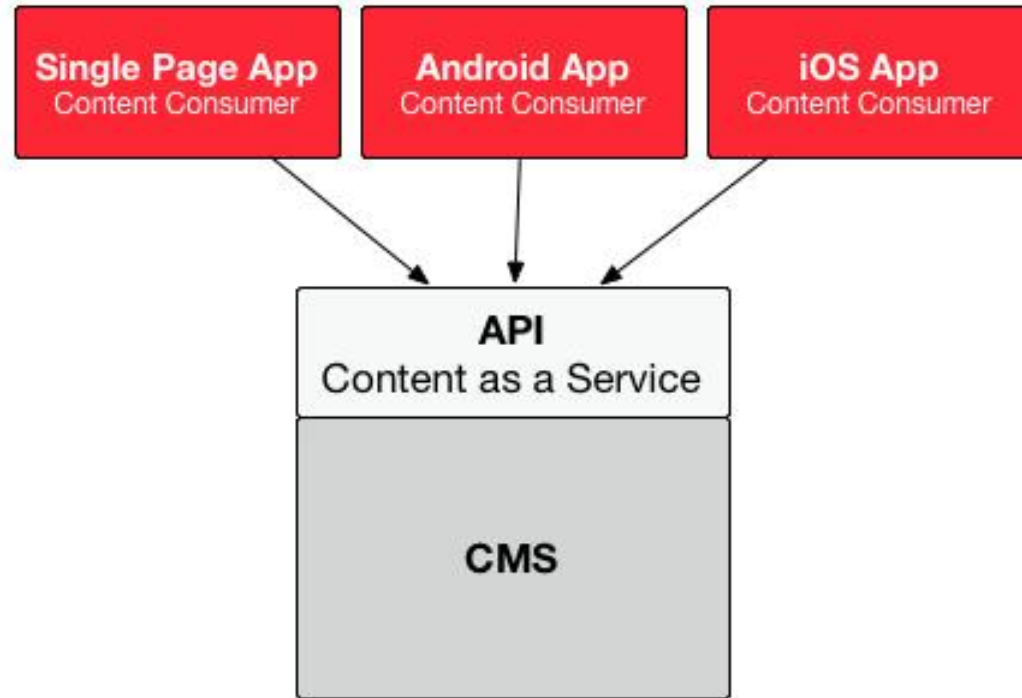 Single Page App
Content Consumer
Android App
Content Consumer
iOS App
Content Consumer
API
Content as a Service
CMS